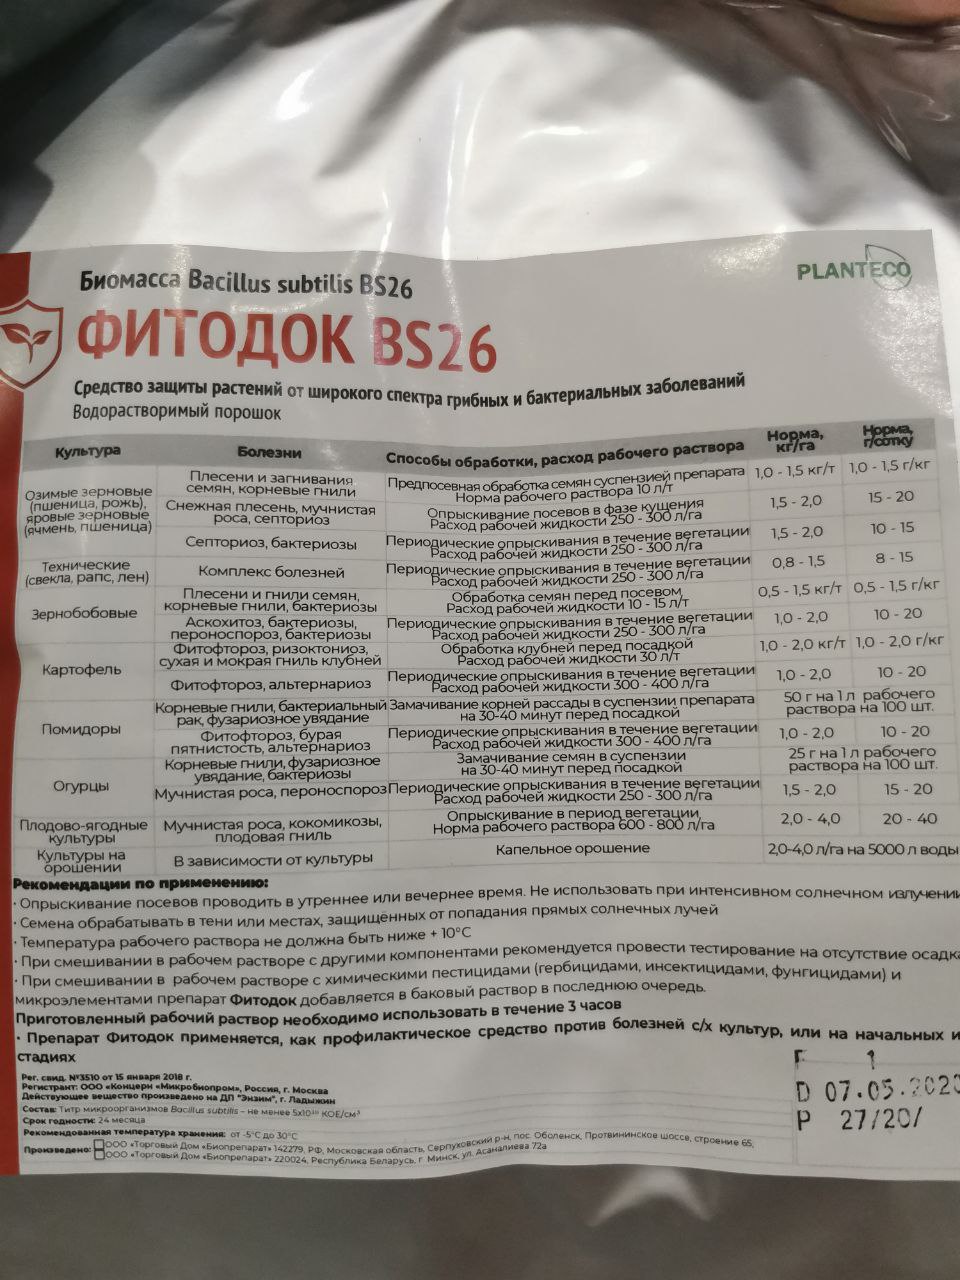 Биомасса Bacillus subtilis BS26
PLANTECO
ФИТОДОК BS26
Средство защиты растений от широкого спектра грибных и бактериальных заболеваний
Водорастворимый порошок
Культура Болезни Способы обработки, расход рабочего раствора Норма, кг/га Норма, г/сотку
Озимые зерновые
(пшеница, рожь),
яровые зерновые
(ячмень, пшеница)
Плесени и загнивания
семян, корневые гнили
Предпосевная обработка семян суспензией препарата
Норма рабочего раствора 10 л/т
1,0 - 1,5 кг/т 1,0 - 1,5 г/кг
Снежная плесень, мучнистая
роса, септориоз
Опрыскивание посевов в фазе кущения
Расход рабочей жидкости 250 - 300 л/га
1,5 - 2,0 15 - 20
Септориоз, бактериозы
Периодические опрыскивания в течение вегетации
Расход рабочей жидкости 250 - 300 л/га
1,5 - 2,0 10 - 15
Технические
(свекла, рапс, лен)
Комплекс болезней
Периодические опрыскивания в течение вегетации
Расход рабочей жидкости 250 - 300 л/га
0,8 - 1,5 8 - 15
Зернобобовые
Плесени и гнили семян,
корневые гнили, бактериозы
Обработка семян перед посевом
Расход рабочей жидкости 10 - 15 л/т
0,5 - 1,5 кг/т 0,5 - 1,5 г/кг
Аскохитоз, бактериозы,
пероноспороз, бактериозы
Периодические опрыскивания в течение вегетации
Расход рабочей жидкости 250 - 300 л/га
1,0 - 2,0 10 - 20
Картофель
Фитофтороз, ризоктониоз,
сухая и мокрая гниль клубней
Обработка клубней перед посадкой
Расход рабочей жидкости 30 л/т
1,0 - 2,0 кг/т 1,0 - 2,0 г/кг
Фитофтороз, альтернариоз
Периодические опрыскивания в течение вегетации
Расход рабочей жидкости 300 - 400 л/га
1,0 - 2,0 10 - 20
Помидоры
Корневые гнили, бактериальный
рак, фузариозное увядание
Замачивание корней рассады в суспензии препарата
на 30-40 минут перед посадкой
50 г на 1 л рабочего
раствора на 100 шт.
Фитофтороз, бурая
пятнистость, альтернариоз
Периодические опрыскивания в течение вегетации
Расход рабочей жидкости 300 - 400 л/га
1,0 - 2,0 10 - 20
Огурцы
Корневые гнили, фузариозное
увядание, бактериозы
Замачивание семян в суспензии
на 30-40 минут перед посадкой
25 г на 1 л рабочего
раствора на 100 шт.
Мучнистая роса, пероноспороз
Периодические опрыскивания в течение вегетации
Расход рабочей жидкости 250 - 300 л/га
1,5 - 2,0 15 - 20
Плодово-ягодные
культуры
Мучнистая роса, кокомикозы,
плодовая гниль
Опрыскивание в период вегетации,
Норма рабочего раствора 600 - 800 л/га
2,0 - 4,0 20 - 40
Культуры на
орошении
В зависимости от культуры
Капельное орошение
2,0-4,0 л/га на 5000 л воды
Рекомендации по применению:
· Опрыскивание посевов проводить в утреннее или вечернее время. Не использовать при интенсивном солнечном излучении
· Семена обрабатывать в тени или местах, защищённых от попадания прямых солнечных лучей
· Температура рабочего раствора не должна быть ниже + 10°С
· При смешивании в рабочем растворе с другими компонентами рекомендуется провести тестирование на отсутствие осадка
· При смешивании в рабочем растворе с химическими пестицидами (гербицидами, инсектицидами, фунгицидами) и
микроэлементами препарат Фитодок добавляется в баковый раствор в последнюю очередь.
Приготовленный рабочий раствор необходимо использовать в течение 3 часов
· Препарат Фитодок применяется, как профилактическое средство против болезней с/х культур, или на начальных и
стадиях
Рег. свид. №3510 от 15 января 2018 г.
Регистрант: ООО «Концерн «Микробиопром», Россия, г. Москва
Действующее вещество произведено на ДП "Энзим", г. Ладыжин
Состав: Титр микроорганизмов Bacillus subtilis – не менее 5х10¹⁰ КОЕ/см³
Срок годности: 24 месяца
Рекомендованная температура хранения: от -5°С до 30°С
Произведено: ООО «Торговый Дом «Биопрепарат» 142279, РФ, Московская область, Серпуховский р-н, пос. Оболенск, Протвининское шоссе, строение 65;
ООО «Торговый Дом «Биопрепарат» 220024, Республика Беларусь, г. Минск, ул. Асаналиева 72а
1
D 07.05.2020
P 27/20/